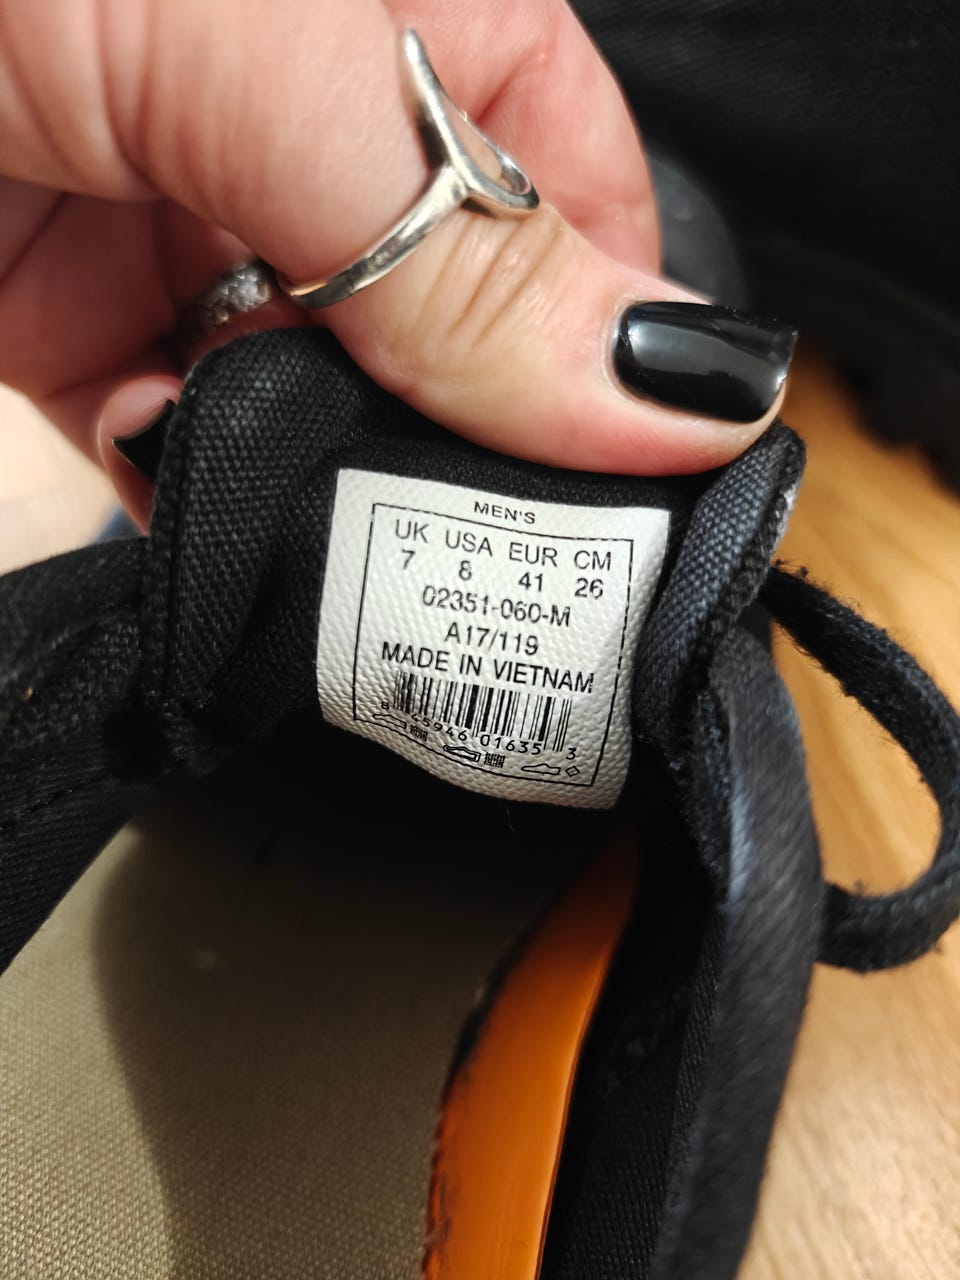 MEN'S
UK USA EUR CM
7 8 41 26
02351-060-M
A17/119
MADE IN VIETNAM
8 45946 01635 3